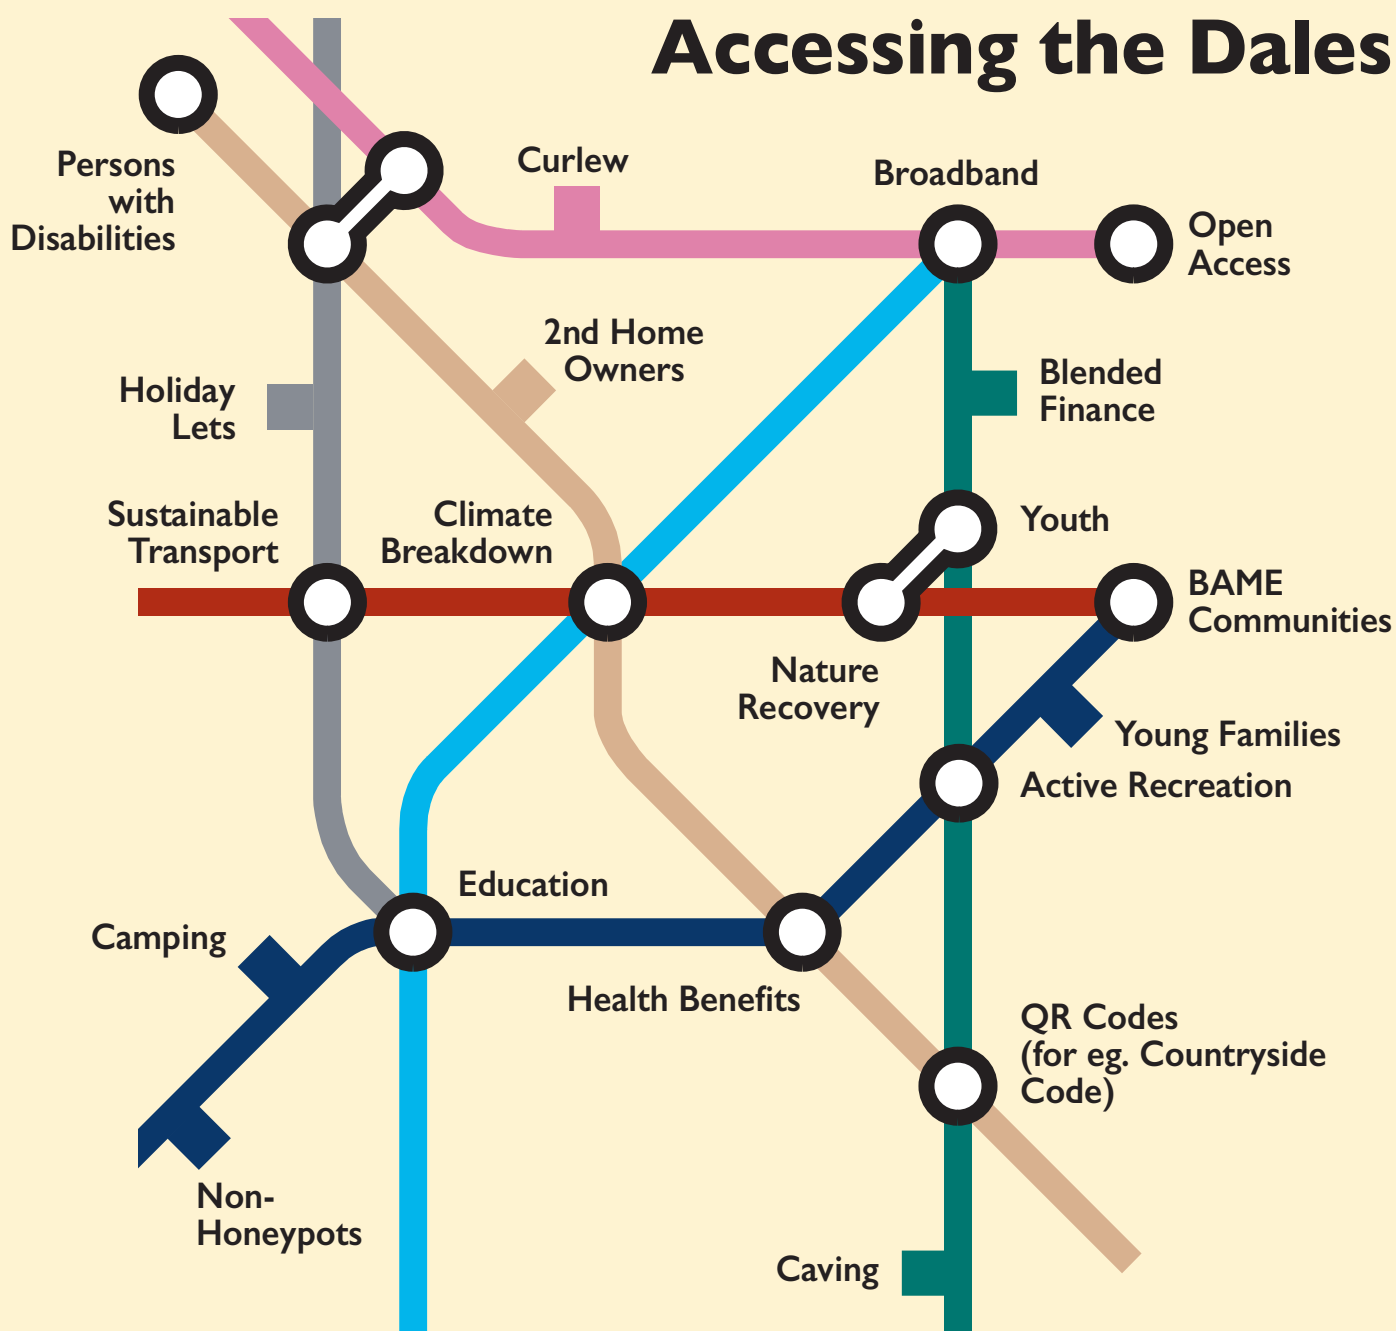 Accessing the Dales
Persons
with
Disabilities
Curlew
Broadband
Open
Access
2nd Home
Owners
Holiday
Lets
Blended
Finance
Sustainable
Transport
Climate
Breakdown
Youth
BAME
Communities
Nature
Recovery
Young Families
Active Recreation
Education
Camping
Health Benefits
QR Codes
(for eg. Countryside
Code)
Non-
Honeypots
Caving